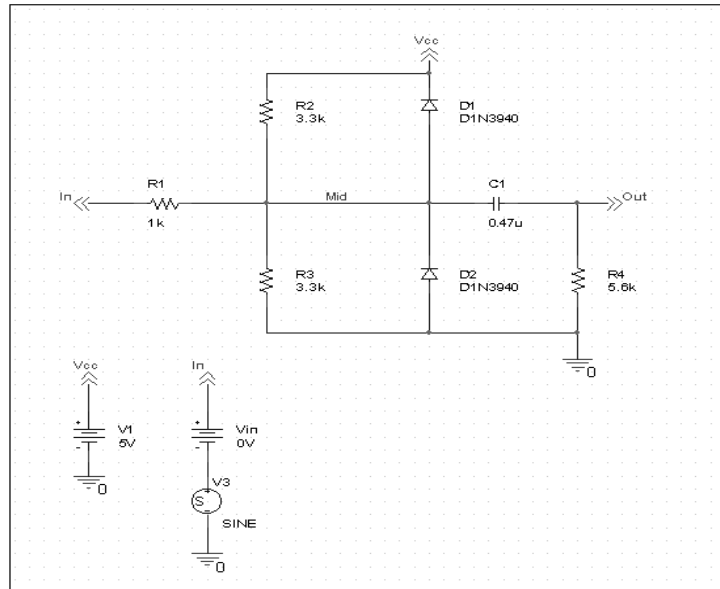 Vcc
R2
3.3k
D1
D1N3940
In
R1
1k
Mid
C1
0.47u
Out
R3
3.3k
D2
D1N3940
R4
5.6k
0
Vcc
In
V1
5V
Vin
0V
0
V3
SINE
0